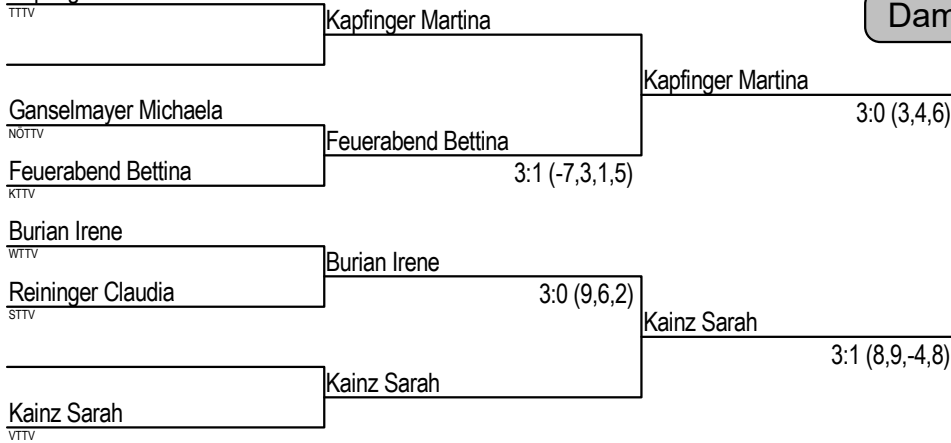 TTTV
Kapfinger Martina
Dam
Kapfinger Martina
3:0 (3,4,6)
Ganselmayer Michaela
NÖTTV
Feuerabend Bettina
3:1 (-7,3,1,5)
Feuerabend Bettina
KTTV
Burian Irene
WTTV
Burian Irene
3:0 (9,6,2)
Reininger Claudia
STTV
Kainz Sarah
3:1 (8,9,-4,8)
Kainz Sarah
Kainz Sarah
VTTV